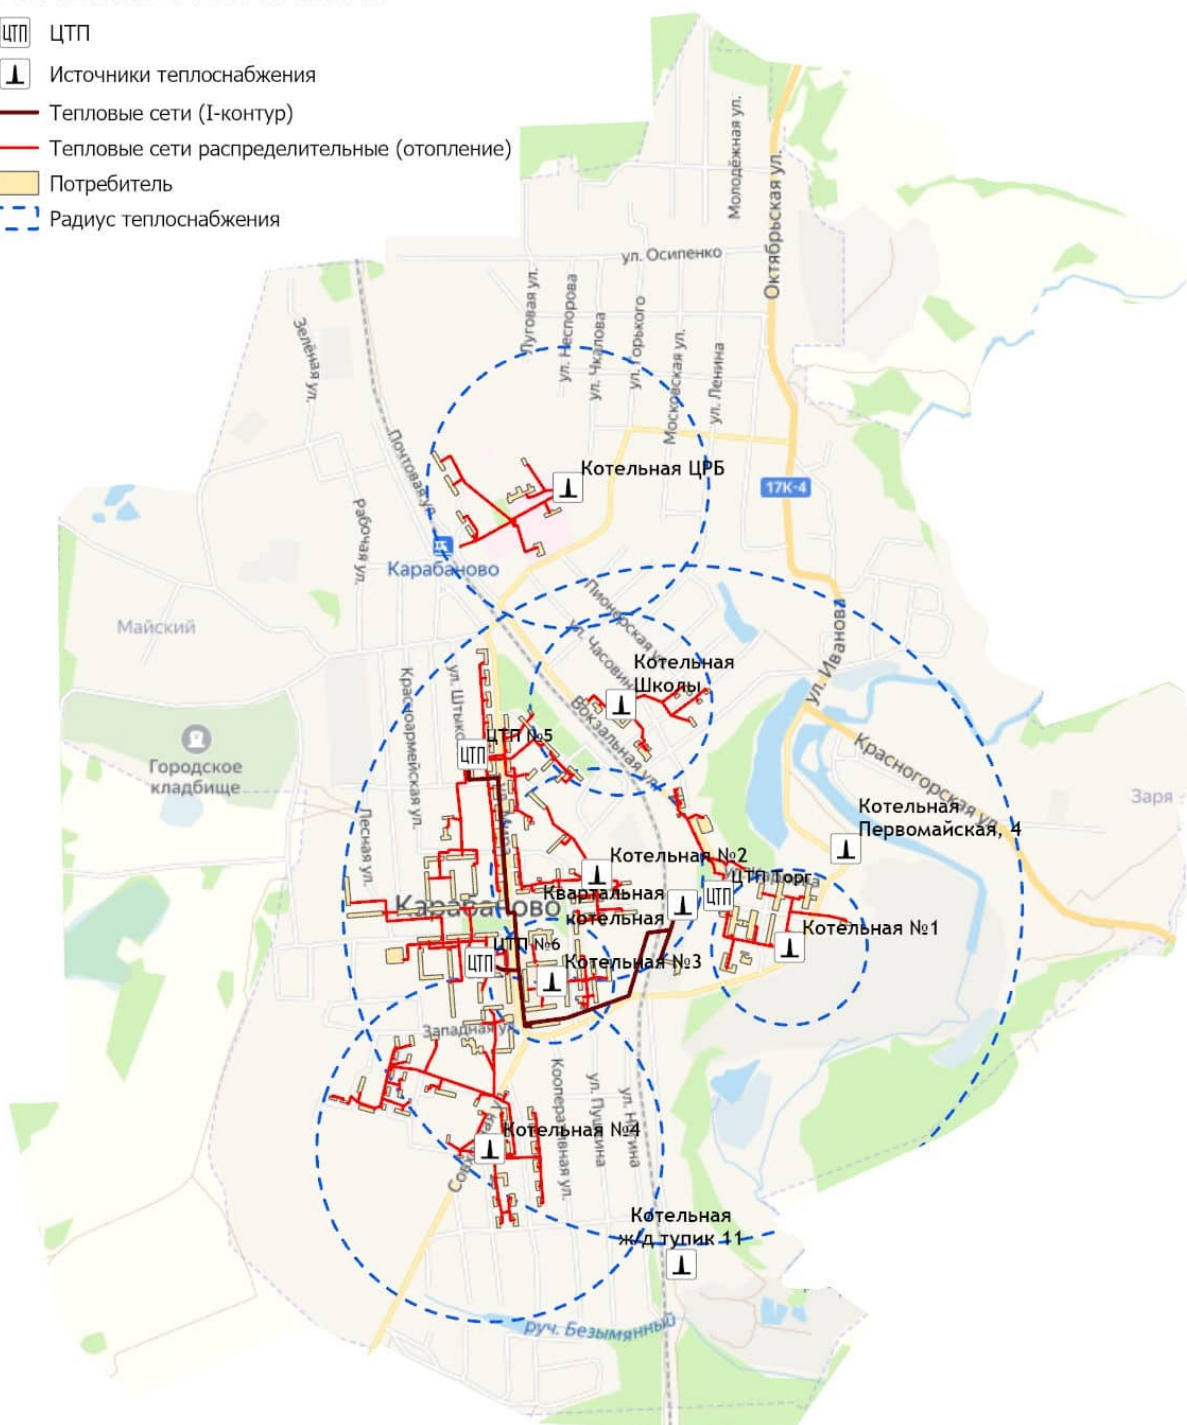 ЦТП ЦТП
Источники теплоснабжения
Тепловые сети (I-контур)
Тепловые сети распределительные (отопление)
Потребитель
Радиус теплоснабжения
Молодёжная ул.
Октябрьская ул.
ул. Осипенко
Луговая ул.
ул. Неспорова
ул. Чкалова
ул. Горького
Московская ул.
ул. Ленина
Зелёная ул.
Почтовая ул.
Рабочая ул.
Котельная ЦРБ
17К-4
Карабаново
Майский
Пионерская ул.
ул. Часовин
ул. Иванова
Котельная
Школы
Вокзальная ул.
Красноармейская ул.
ул. Штыко
ЦТП №5
ЦТП
Городское
кладбище
Красногорская ул.
Заря
Котельная
Первомайская, 4
Лесная ул.
Котельная №2
Квартальная
котельная
ЦТП Торг
ЦТП
Карабаново
Котельная №1
ЦТП №6
ЦТП
Котельная №3
Западная ул.
Кооперативная ул.
ул. Пушкина
Котельная №4
Котельная
ж/д тупик 11
руч. Безымянный